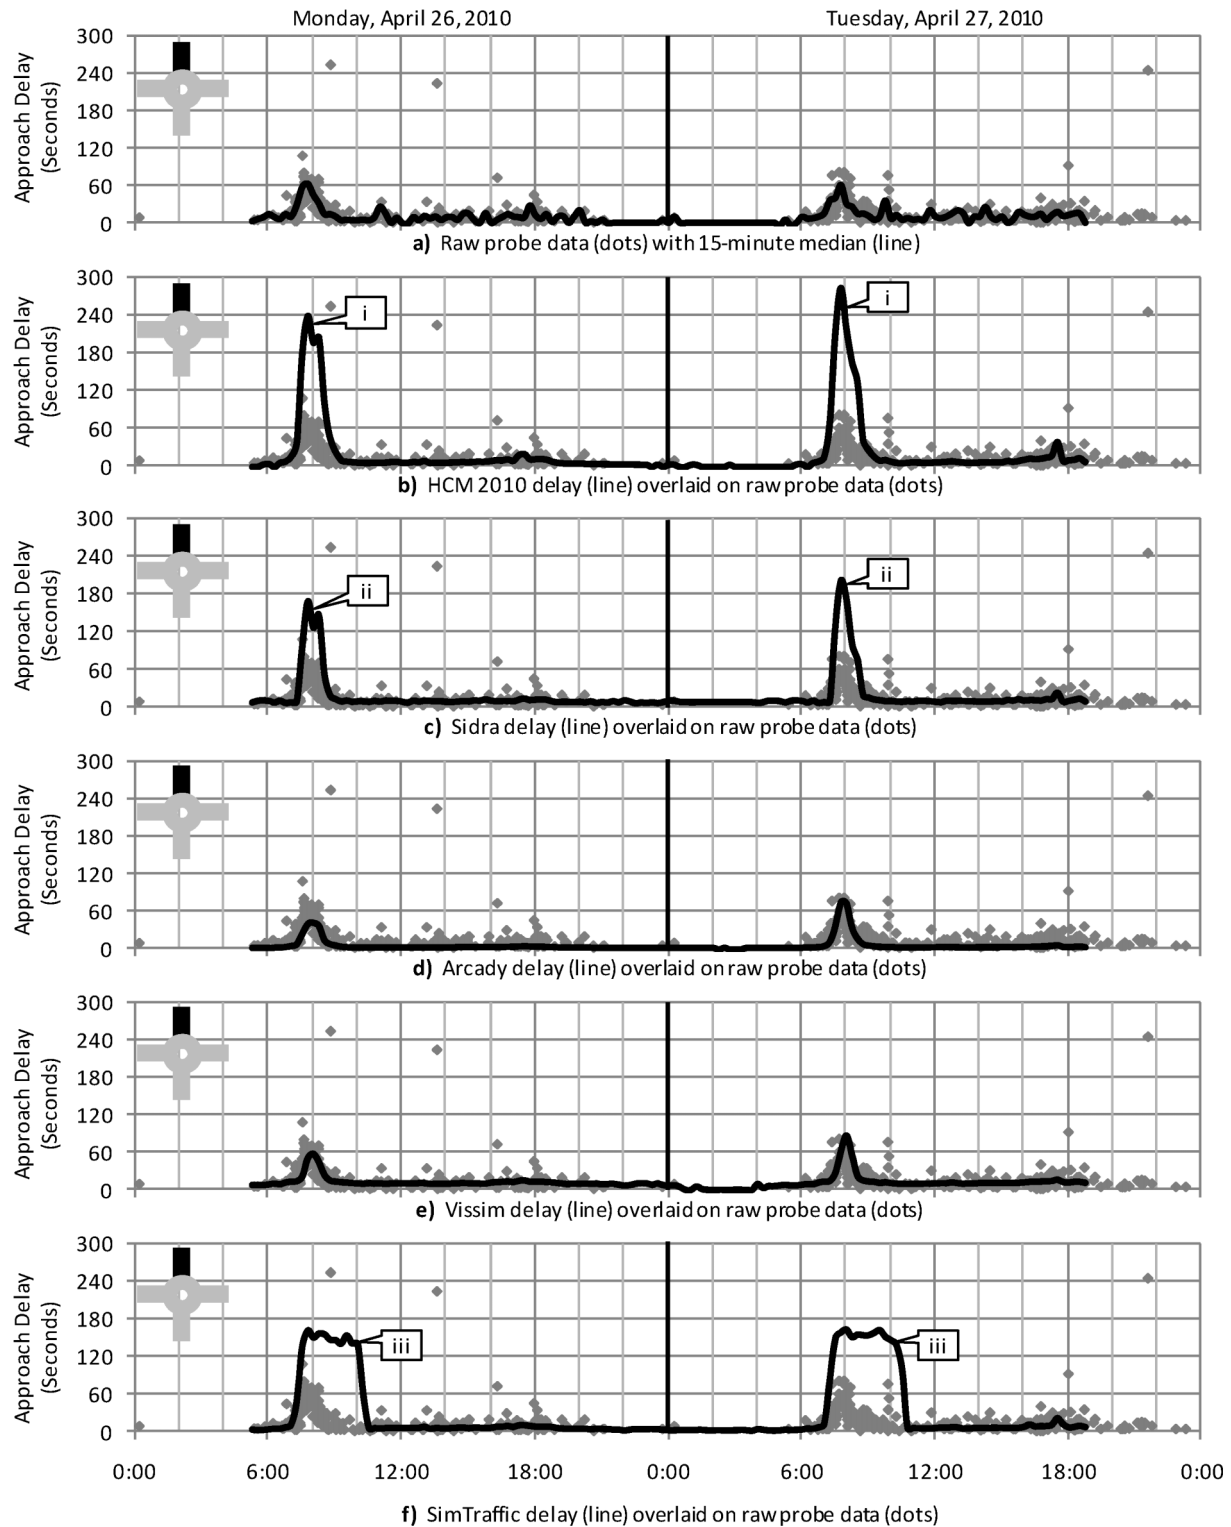 Monday, April 26, 2010 Tuesday, April 27, 2010
Approach Delay
(Seconds)
300
240
180
120
60
0
a) Raw probe data (dots) with 15-minute median (line)
Approach Delay
(Seconds)
300
240
180
120
60
0
i
i
b) HCM 2010 delay (line) overlaid on raw probe data (dots)
Approach Delay
(Seconds)
300
240
180
120
60
0
ii
ii
c) Sidra delay (line) overlaid on raw probe data (dots)
Approach Delay
(Seconds)
300
240
180
120
60
0
d) Arcady delay (line) overlaid on raw probe data (dots)
Approach Delay
(Seconds)
300
240
180
120
60
0
e) Vissim delay (line) overlaid on raw probe data (dots)
Approach Delay
(Seconds)
300
240
180
120
60
0
iii
iii
0:00 6:00 12:00 18:00 0:00 6:00 12:00 18:00 0:00
f) SimTraffic delay (line) overlaid on raw probe data (dots)